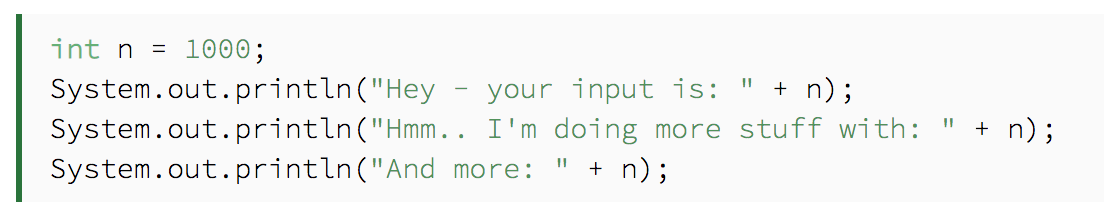 int n = 1000;
System.out.println("Hey - your input is: " + n);
System.out.println("Hmm.. I'm doing more stuff with: " + n);
System.out.println("And more: " + n);